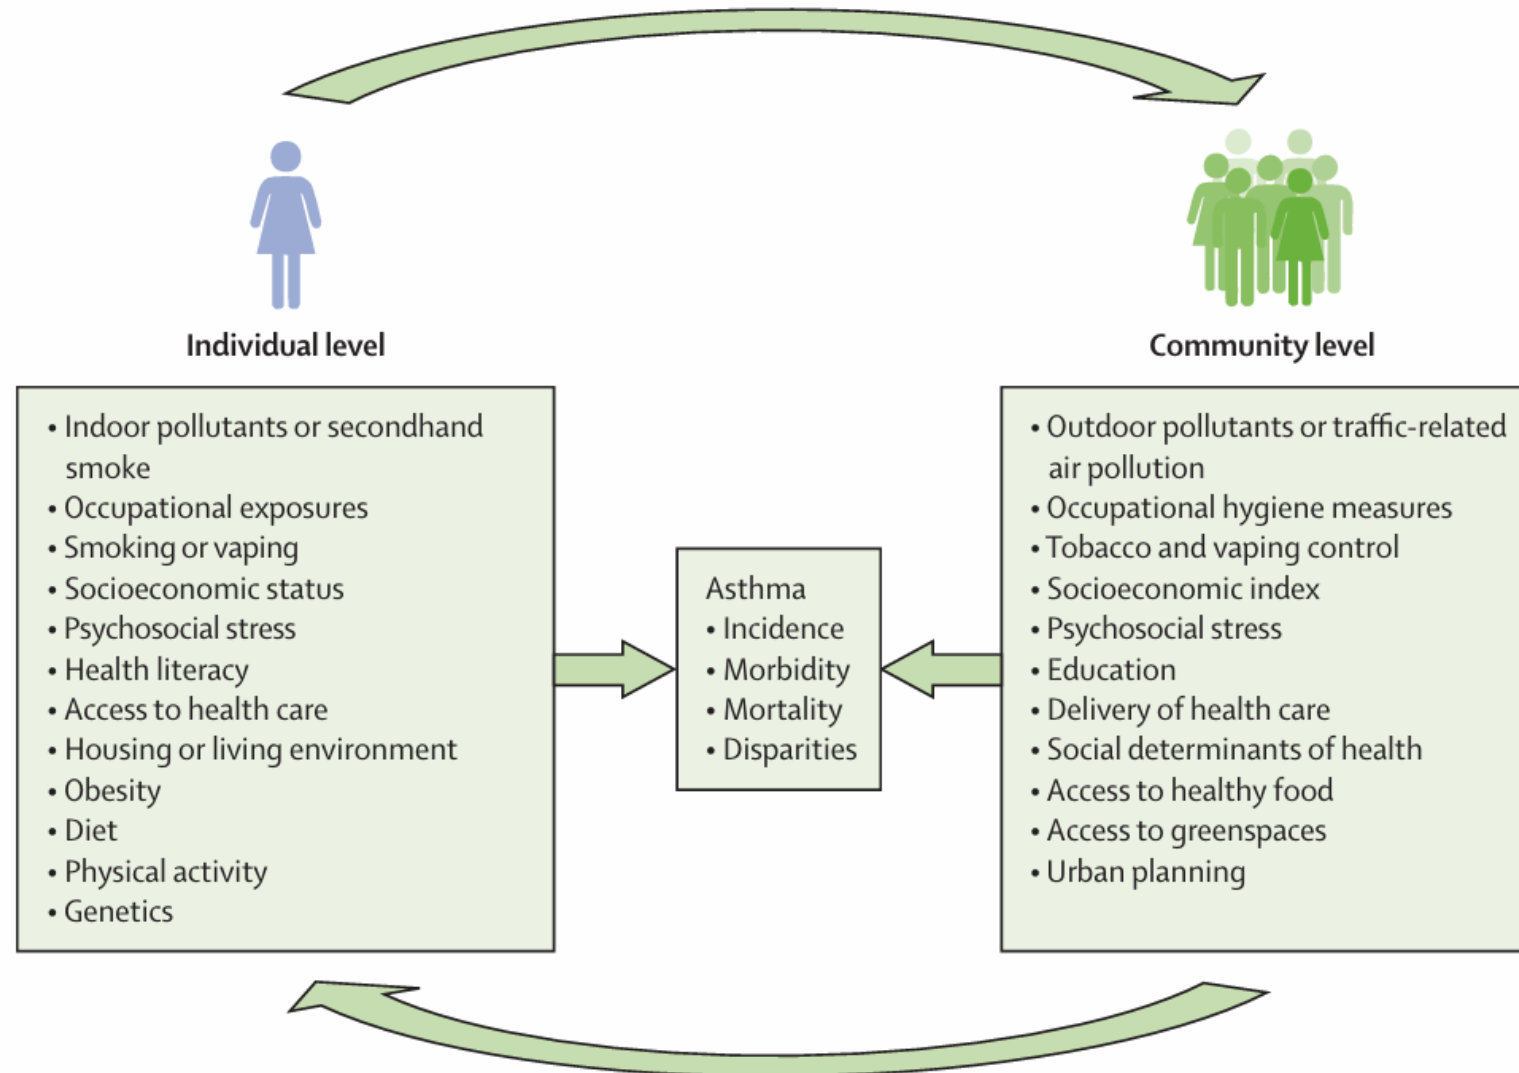 Individual level
• Indoor pollutants or secondhand
smoke
• Occupational exposures
• Smoking or vaping
• Socioeconomic status
• Psychosocial stress
• Health literacy
• Access to health care
• Housing or living environment
• Obesity
• Diet
• Physical activity
• Genetics
Asthma
• Incidence
• Morbidity
• Mortality
• Disparities
Community level
• Outdoor pollutants or traffic-related
air pollution
• Occupational hygiene measures
• Tobacco and vaping control
• Socioeconomic index
• Psychosocial stress
• Education
• Delivery of health care
• Social determinants of health
• Access to healthy food
• Access to greenspaces
• Urban planning